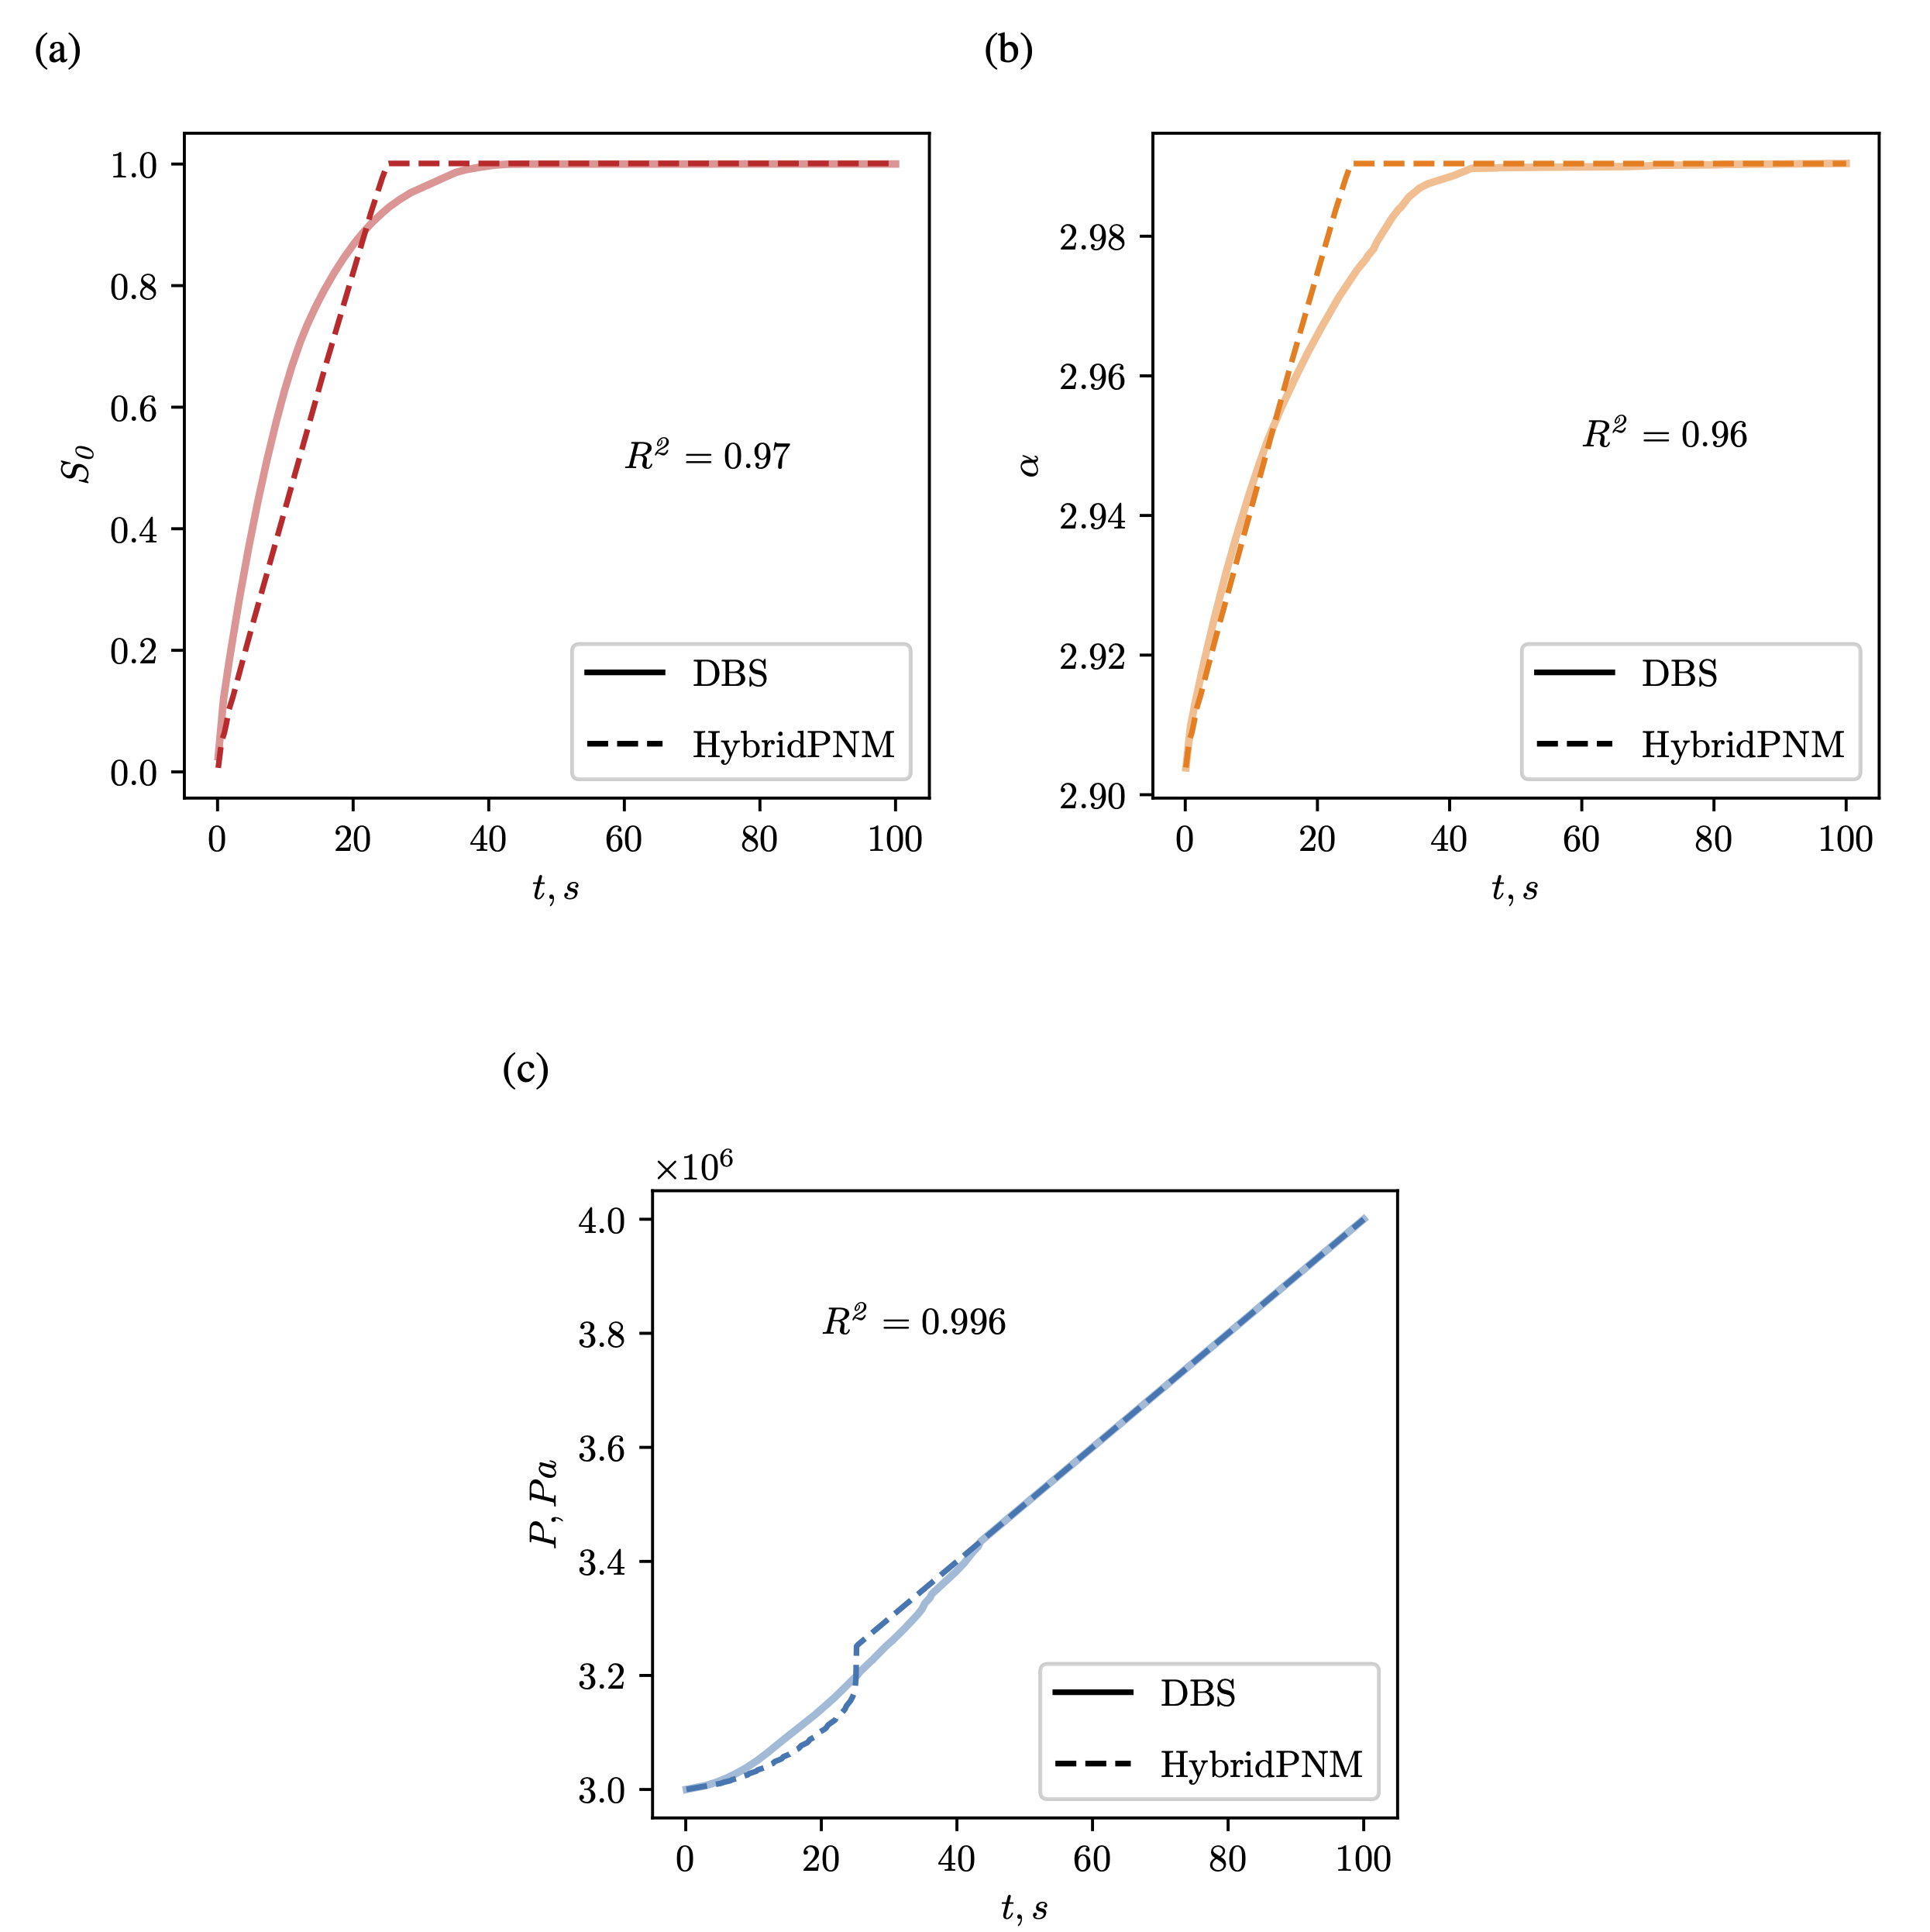 (a)
1.0
0.8
0.6
0.4
0.2
0.0
S0
R2 = 0.97
DBS
HybridPNM
0 20 40 60 80 100
t, s
(b)
2.98
2.96
2.94
2.92
2.90
α
R2 = 0.96
DBS
HybridPNM
0 20 40 60 80 100
t, s
(c)
×10^6
4.0
3.8
3.6
3.4
3.2
3.0
P, Pa
R2 = 0.996
DBS
HybridPNM
0 20 40 60 80 100
t, s